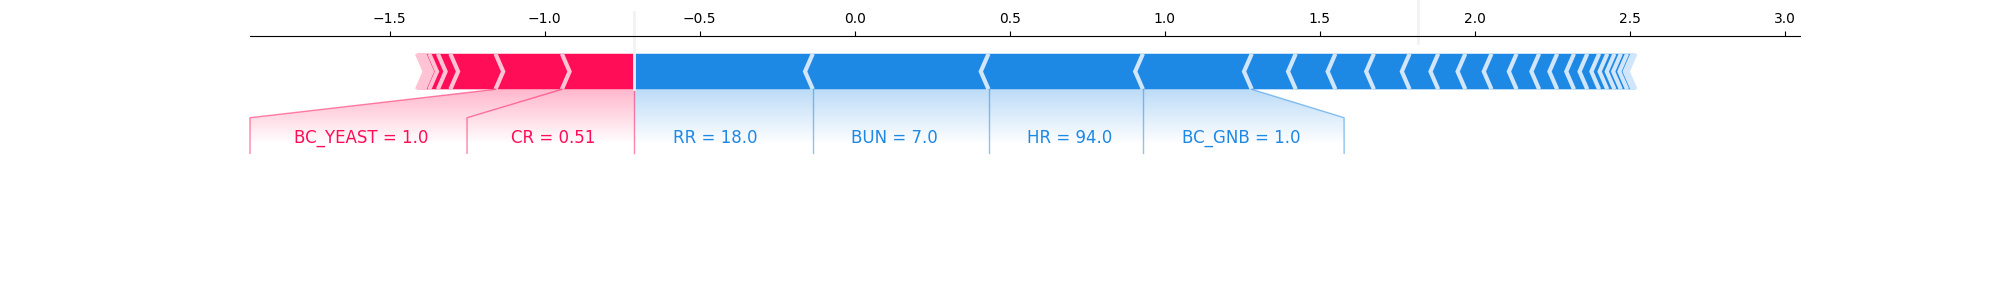 −1.5 −1.0 −0.5 0.0 0.5 1.0 1.5 2.0 2.5 3.0
BC_YEAST = 1.0 CR = 0.51 RR = 18.0 BUN = 7.0 HR = 94.0 BC_GNB = 1.0